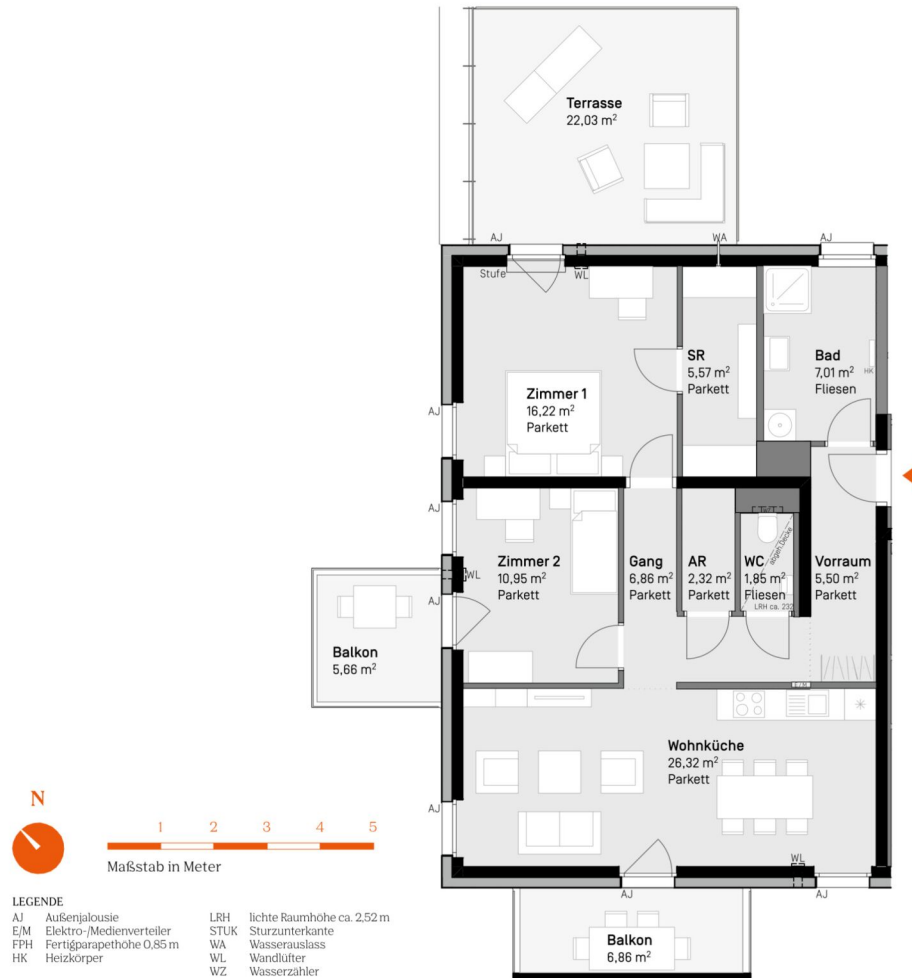 Terrasse
22,03 m²
AJ
WA
AJ
Stufe
WL
SR
5,57 m²
Parkett
Bad
7,01 m²
Fliesen
HK
Zimmer 1
16,22 m²
Parkett
AJ
AJ
Zimmer 2
10,95 m²
Parkett
Gang
6,86 m²
Parkett
AR
2,32 m²
Parkett
WC
1,85 m²
Fliesen
LRH ca. 232
abgeh.Decke
Vorraum
5,50 m²
Parkett
WL
AJ
Balkon
5,66 m²
E/M
Wohnküche
26,32 m²
Parkett
AJ
WL
AJ
AJ
Balkon
6,86 m²
N
1 2 3 4 5
Maßstab in Meter
LEGENDE
AJ Außenjalousie
E/M Elektro-/Medienverteiler
FPH Fertigparapethöhe 0,85 m
HK Heizkörper
LRH lichte Raumhöhe ca. 2,52 m
STUK Sturzunterkante
WA Wasserauslass
WL Wandlüfter
WZ Wasserzähler